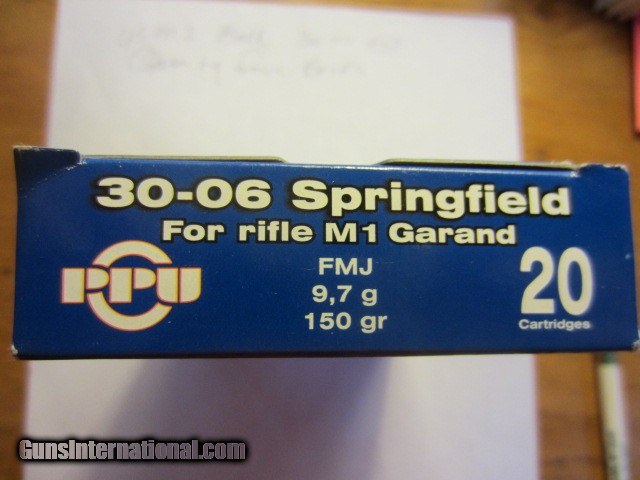 30-06 Springfield
For rifle M1 Garand
PPU
FMJ
9,7 g
150 gr
20
Cartridges
GunsInternational.com